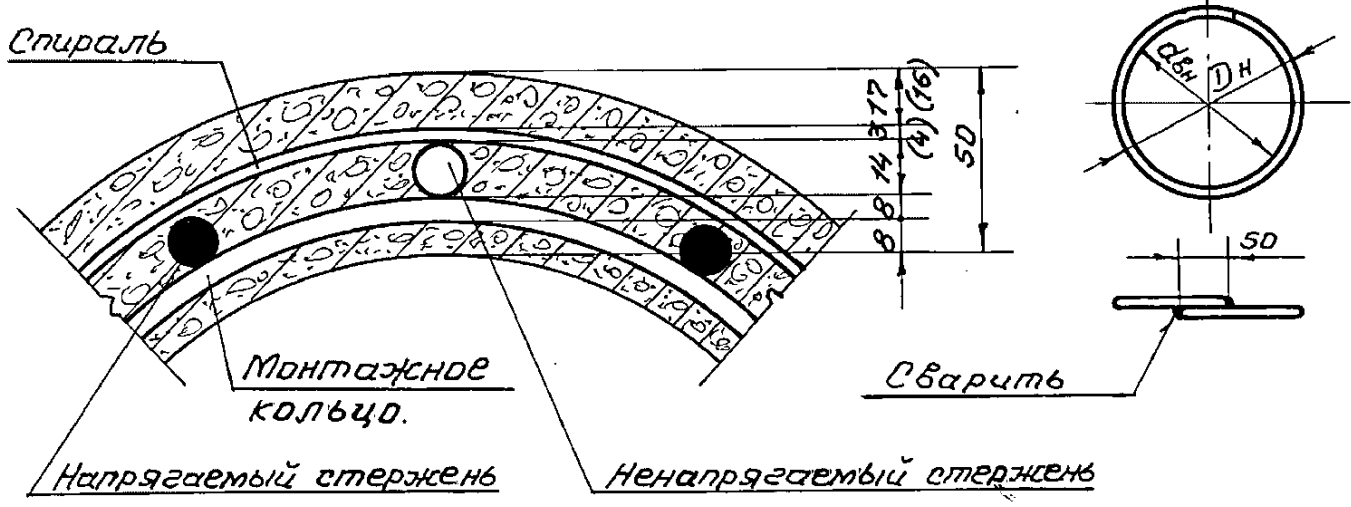 Спираль
17 (16)
3 (4)
14
8
8
50
dвн
Dн
50
Сварить
Монтажное
кольцо.
Напрягаемый стержень
Ненапрягаемый стержень